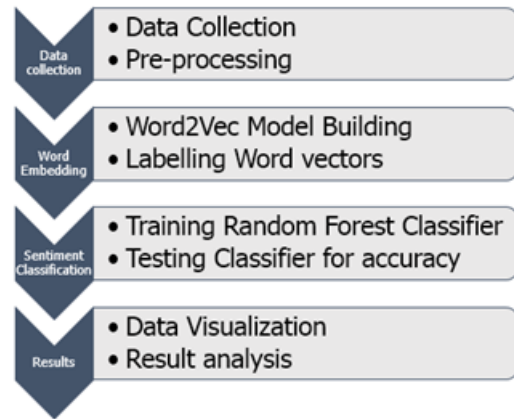 Data
collection
• Data Collection
• Pre-processing
Word
Embedding
• Word2Vec Model Building
• Labelling Word vectors
Sentiment
Classification
• Training Random Forest Classifier
• Testing Classifier for accuracy
Results
• Data Visualization
• Result analysis